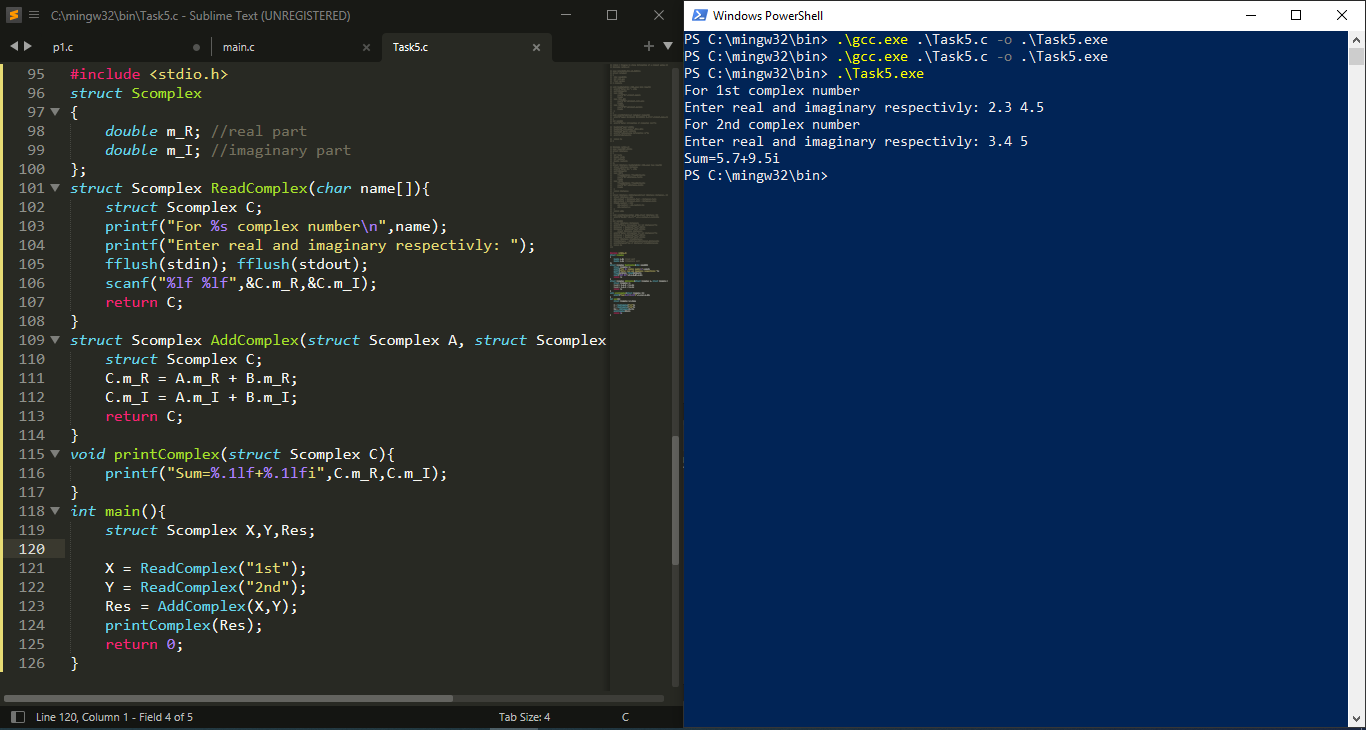 C:\mingw32\bin\Task5.c - Sublime Text (UNREGISTERED)
p1.c
main.c
Task5.c
95 #include <stdio.h>
96 struct Scomplex
97 {
98     double m_R; //real part
99     double m_I; //imaginary part
100 };
101 struct Scomplex ReadComplex(char name[]){
102     struct Scomplex C;
103     printf("For %s complex number\n",name);
104     printf("Enter real and imaginary respectivly: ");
105     fflush(stdin); fflush(stdout);
106     scanf("%lf %lf",&C.m_R,&C.m_I);
107     return C;
108 }
109 struct Scomplex AddComplex(struct Scomplex A, struct Scomplex
110     struct Scomplex C;
111     C.m_R = A.m_R + B.m_R;
112     C.m_I = A.m_I + B.m_I;
113     return C;
114 }
115 void printComplex(struct Scomplex C){
116     printf("Sum=%.1lf+%.1lfi",C.m_R,C.m_I);
117 }
118 int main(){
119     struct Scomplex X,Y,Res;
120
121     X = ReadComplex("1st");
122     Y = ReadComplex("2nd");
123     Res = AddComplex(X,Y);
124     printComplex(Res);
125     return 0;
126 }
Line 120, Column 1 - Field 4 of 5
Tab Size: 4
C
Windows PowerShell
PS C:\mingw32\bin> .\gcc.exe .\Task5.c -o .\Task5.exe
PS C:\mingw32\bin> .\gcc.exe .\Task5.c -o .\Task5.exe
PS C:\mingw32\bin> .\Task5.exe
For 1st complex number
Enter real and imaginary respectivly: 2.3 4.5
For 2nd complex number
Enter real and imaginary respectivly: 3.4 5
Sum=5.7+9.5i
PS C:\mingw32\bin>